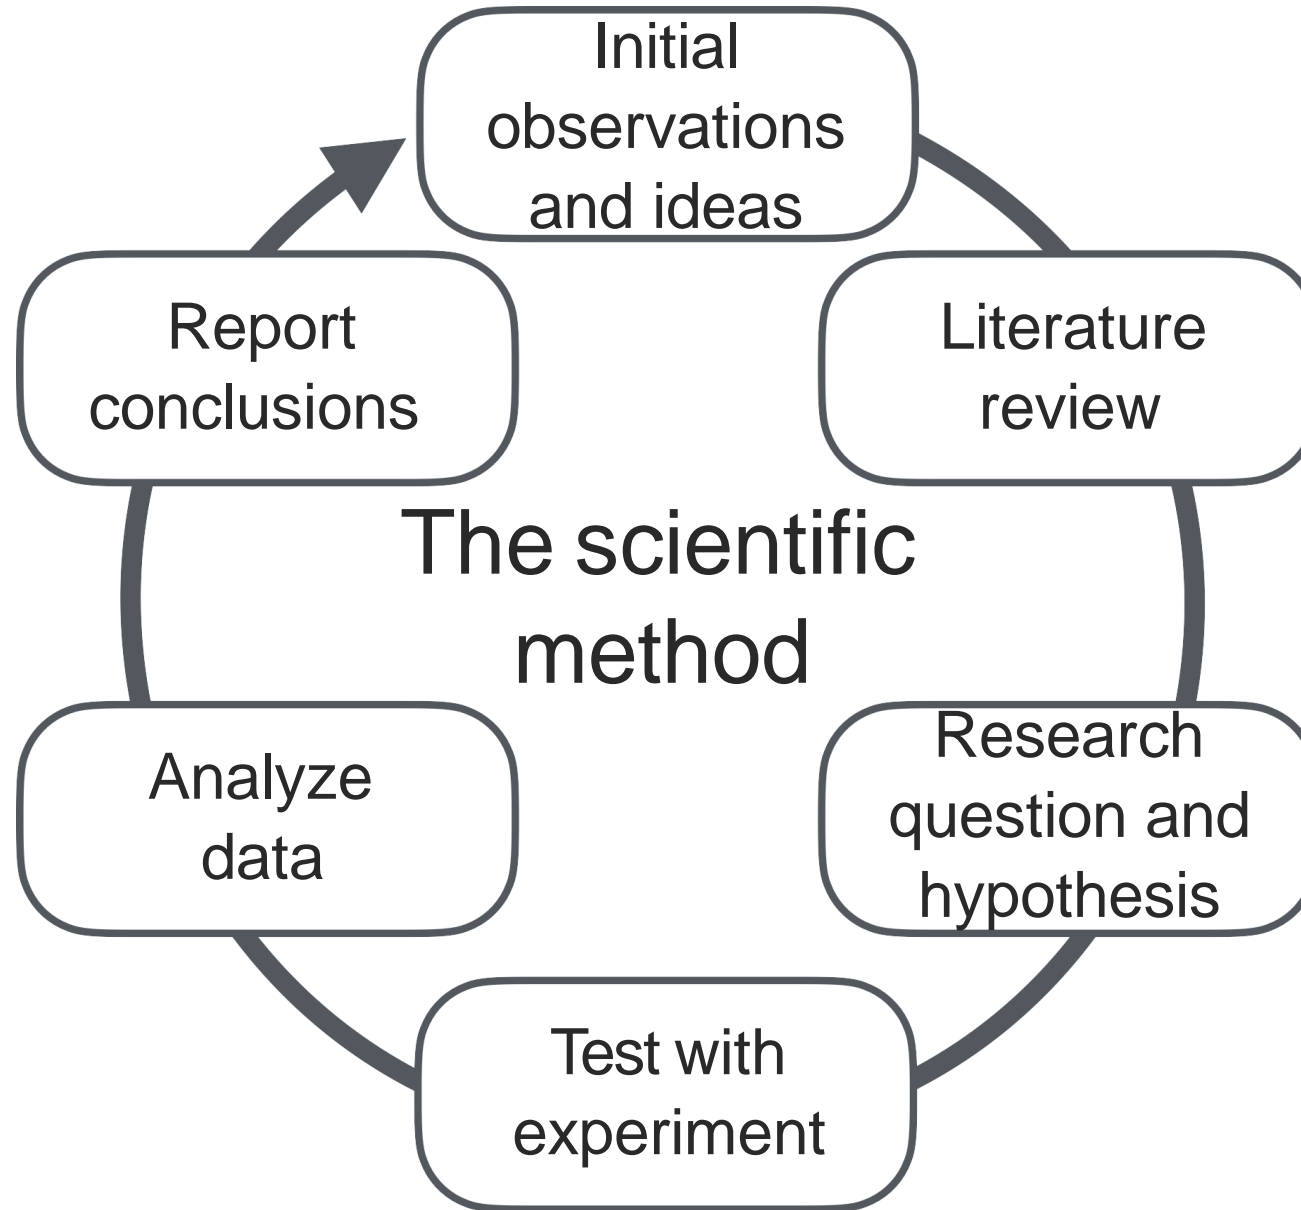 Initial
observations
and ideas
Literature
review
Research
question and
hypothesis
Test with
experiment
Analyze
data
Report
conclusions
The scientific
method